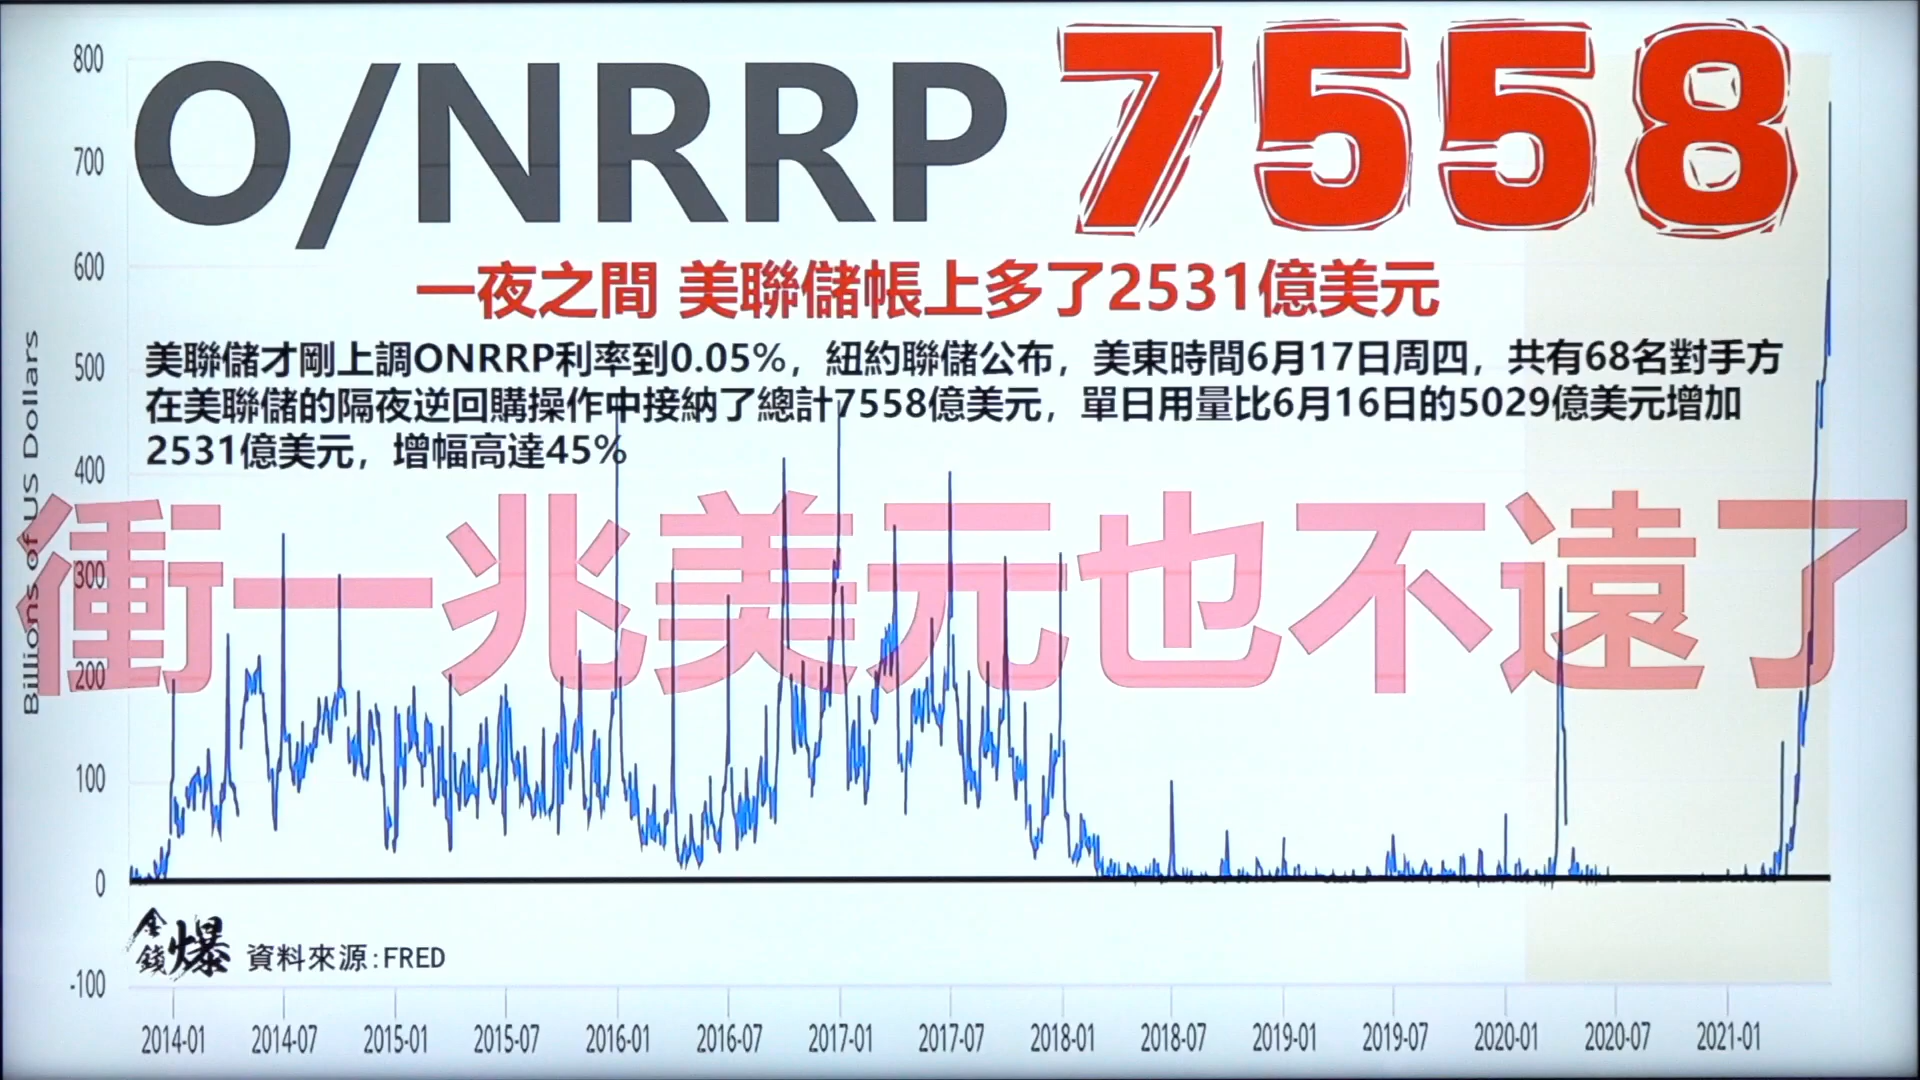 O/NRRP 7558
一夜之間 美聯儲帳上多了2531億美元
美聯儲才剛上調ONRRP利率到0.05%，紐約聯儲公布，美東時間6月17日周四，共有68名對手方
在美聯儲的隔夜逆回購操作中接納了總計7558億美元，單日用量比6月16日的5029億美元增加
2531億美元，增幅高達45%
衝一兆美元也不遠了
Billions of US Dollars
800
700
600
500
400
300
200
100
0
-100
金錢爆 資料來源:FRED
2014-01 2014-07 2015-01 2015-07 2016-01 2016-07 2017-01 2017-07 2018-01 2018-07 2019-01 2019-07 2020-01 2020-07 2021-01